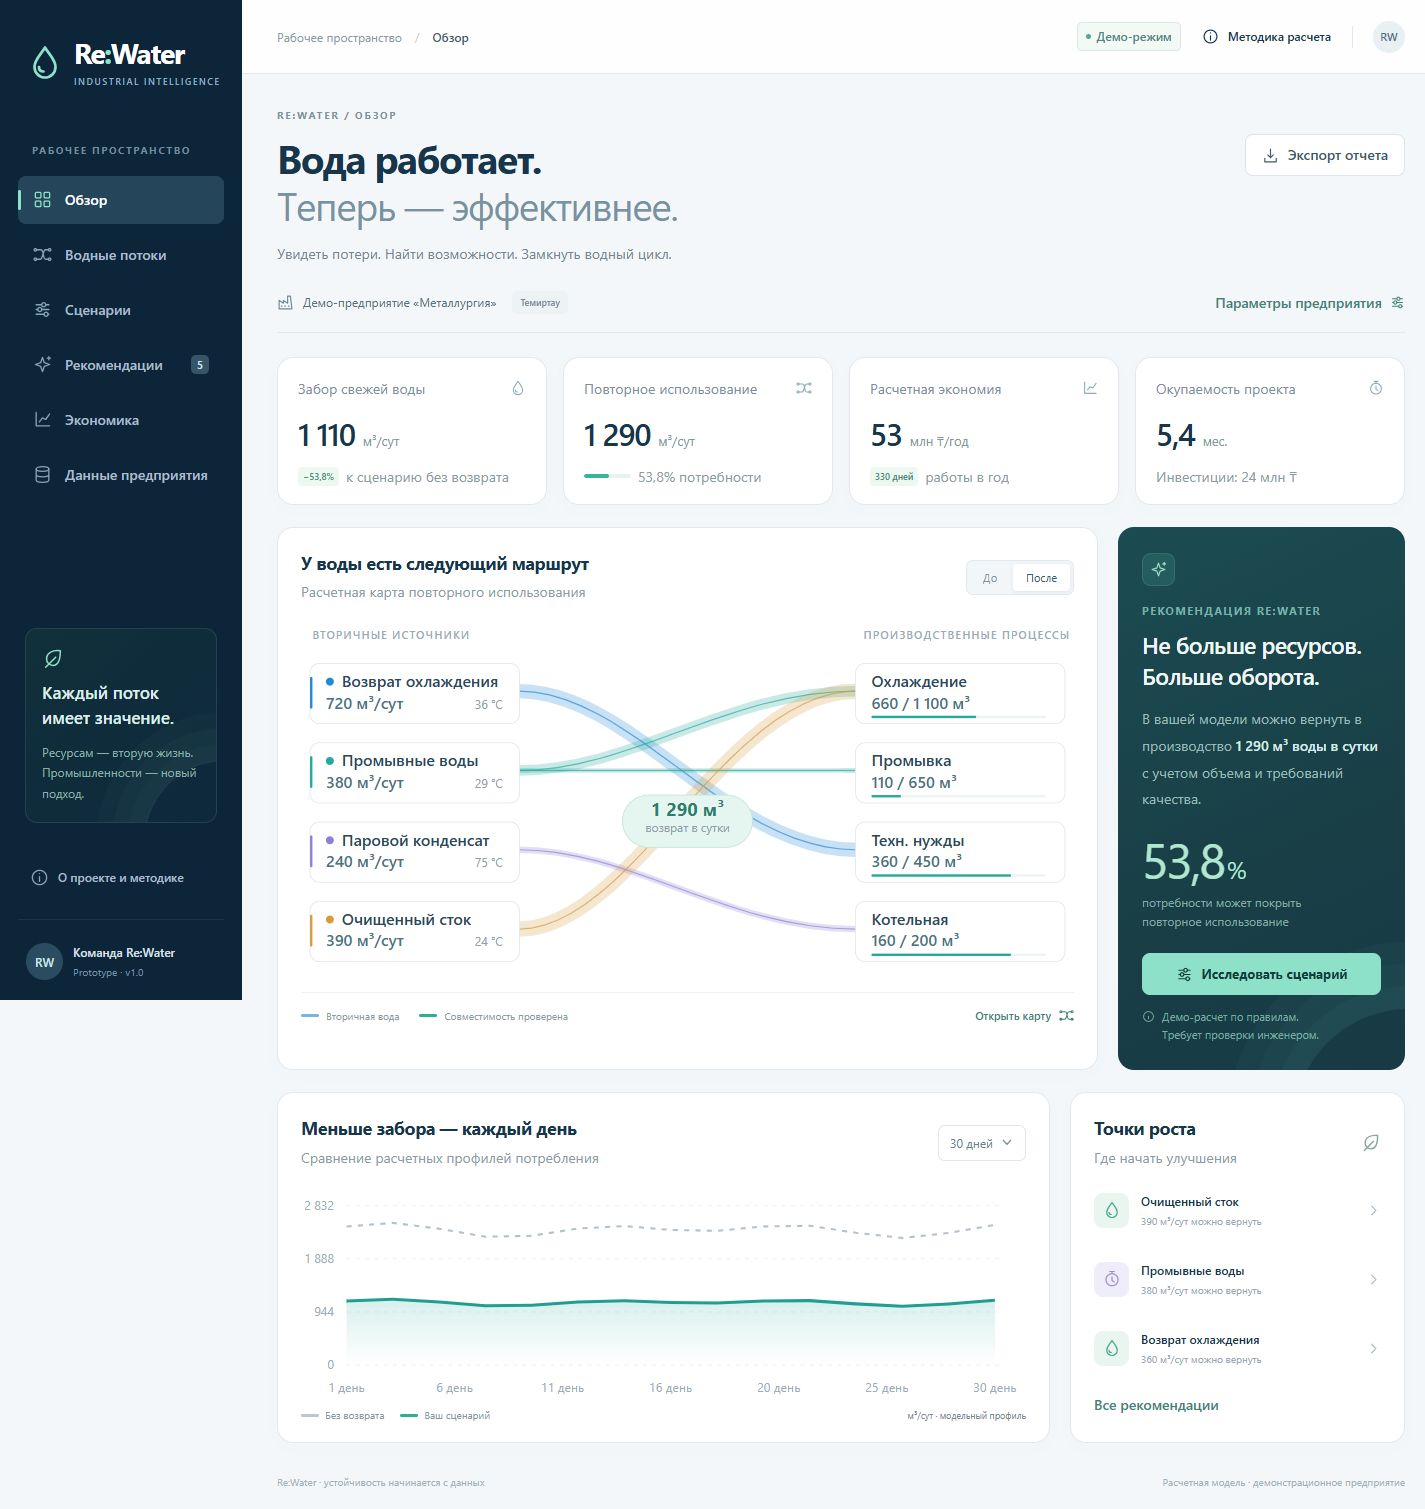 Re:Water
INDUSTRIAL INTELLIGENCE
РАБОЧЕЕ ПРОСТРАНСТВО
Обзор
Водные потоки
Сценарии
Рекомендации 5
Экономика
Данные предприятия
Каждый поток
имеет значение.
Ресурсам — вторую жизнь.
Промышленности — новый
подход.
О проекте и методике
RW
Команда Re:Water
Prototype · v1.0
Рабочее пространство / Обзор
Демо-режим
Методика расчета
RW
RE:WATER / ОБЗОР
Вода работает.
Теперь — эффективнее.
Увидеть потери. Найти возможности. Замкнуть водный цикл.
Экспорт отчета
Демо-предприятие «Металлургия» Темиртау
Параметры предприятия
Забор свежей воды
1 110 м³/сут
−53,8% к сценарию без возврата
Повторное использование
1 290 м³/сут
53,8% потребности
Расчетная экономия
53 млн ₸/год
330 дней работы в год
Окупаемость проекта
5,4 мес.
Инвестиции: 24 млн ₸
У воды есть следующий маршрут
Расчетная карта повторного использования
До После
ВТОРИЧНЫЕ ИСТОЧНИКИ
ПРОИЗВОДСТВЕННЫЕ ПРОЦЕССЫ
Возврат охлаждения
720 м³/сут 36 °C
Промывные воды
380 м³/сут 29 °C
Паровой конденсат
240 м³/сут 75 °C
Очищенный сток
390 м³/сут 24 °C
1 290 м³
возврат в сутки
Охлаждение
660 / 1 100 м³
Промывка
110 / 650 м³
Техн. нужды
360 / 450 м³
Котельная
160 / 200 м³
Вторичная вода
Совместимость проверена
Открыть карту
РЕКОМЕНДАЦИЯ RE:WATER
Не больше ресурсов.
Больше оборота.
В вашей модели можно вернуть в
производство 1 290 м³ воды в сутки
с учетом объема и требований
качества.
53,8%
потребности может покрыть
повторное использование
Исследовать сценарий
Демо-расчет по правилам.
Требует проверки инженером.
Меньше забора — каждый день
Сравнение расчетных профилей потребления
30 дней
2 832
1 888
944
0
1 день 6 день 11 день 16 день 20 день 25 день 30 день
Без возврата
Ваш сценарий
м³/сут · модельный профиль
Точки роста
Где начать улучшения
Очищенный сток
390 м³/сут можно вернуть
Промывные воды
380 м³/сут можно вернуть
Возврат охлаждения
360 м³/сут можно вернуть
Все рекомендации
Re:Water · устойчивость начинается с данных
Расчетная модель · демонстрационное предприятие